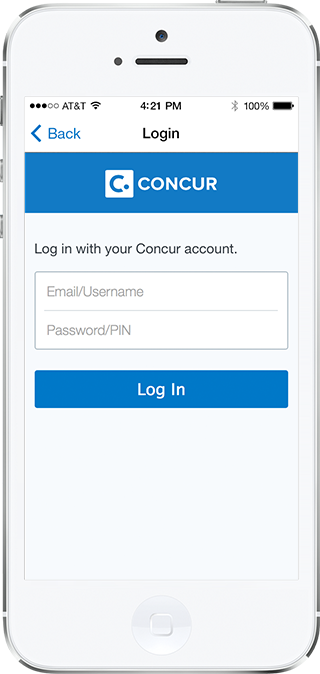 AT&T 4:21 PM 100%
Back Login
C. CONCUR
Log in with your Concur account.
Email/Username
Password/PIN
Log In